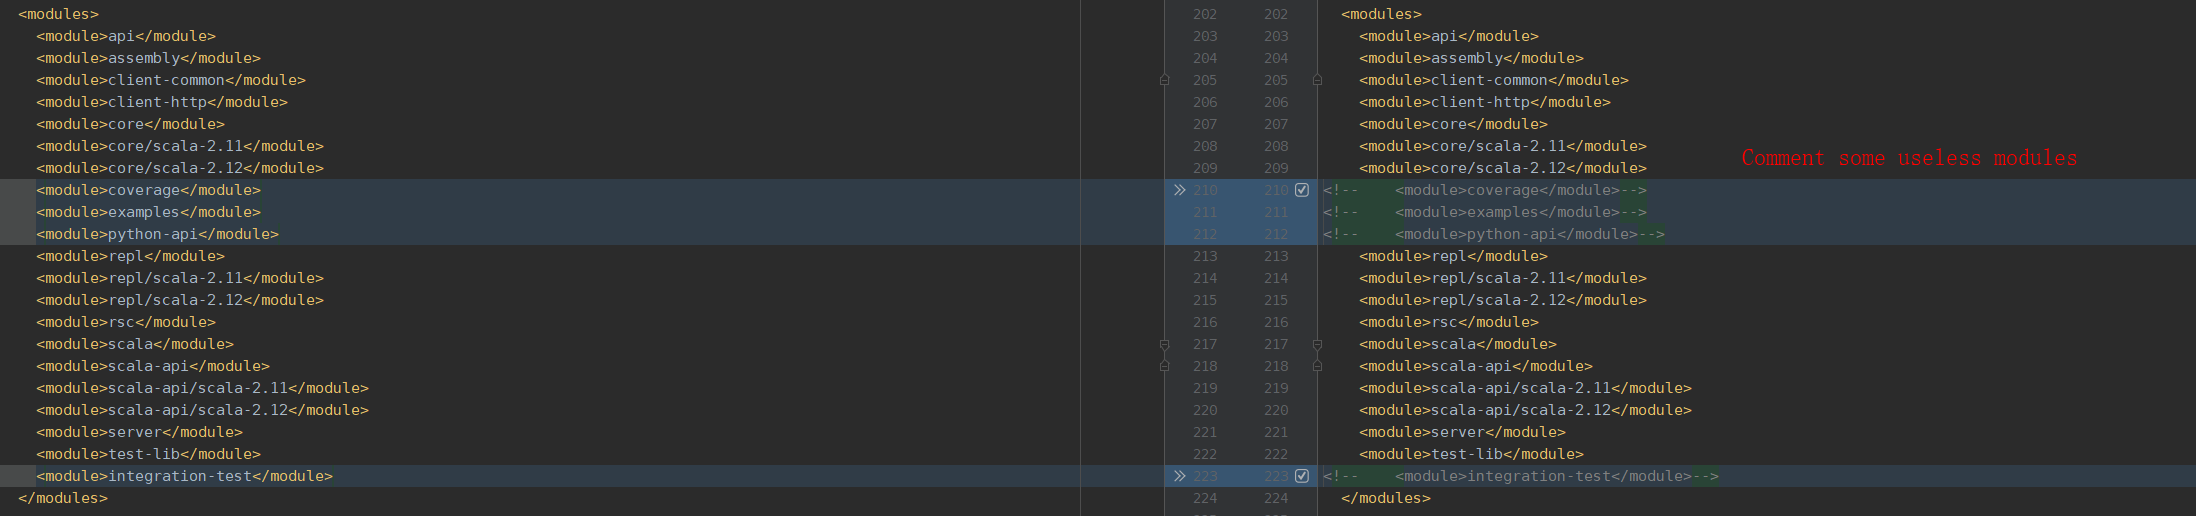 <modules>
<module>api</module>
<module>assembly</module>
<module>client-common</module>
<module>client-http</module>
<module>core</module>
<module>core/scala-2.11</module>
<module>core/scala-2.12</module>
<module>coverage</module>
<module>examples</module>
<module>python-api</module>
<module>repl</module>
<module>repl/scala-2.11</module>
<module>repl/scala-2.12</module>
<module>rsc</module>
<module>scala</module>
<module>scala-api</module>
<module>scala-api/scala-2.11</module>
<module>scala-api/scala-2.12</module>
<module>server</module>
<module>test-lib</module>
<module>integration-test</module>
</modules>
202 202 <modules>
203 203 <module>api</module>
204 204 <module>assembly</module>
205 205 <module>client-common</module>
206 206 <module>client-http</module>
207 207 <module>core</module>
208 208 <module>core/scala-2.11</module>
209 209 <module>core/scala-2.12</module>
Comment some useless modules
210 210 <!--    <module>coverage</module>-->
211 211 <!--    <module>examples</module>-->
212 212 <!--    <module>python-api</module>-->
213 213 <module>repl</module>
214 214 <module>repl/scala-2.11</module>
215 215 <module>repl/scala-2.12</module>
216 216 <module>rsc</module>
217 217 <module>scala</module>
218 218 <module>scala-api</module>
219 219 <module>scala-api/scala-2.11</module>
220 220 <module>scala-api/scala-2.12</module>
221 221 <module>server</module>
222 222 <module>test-lib</module>
223 223 <!--    <module>integration-test</module>-->
224 224 </modules>